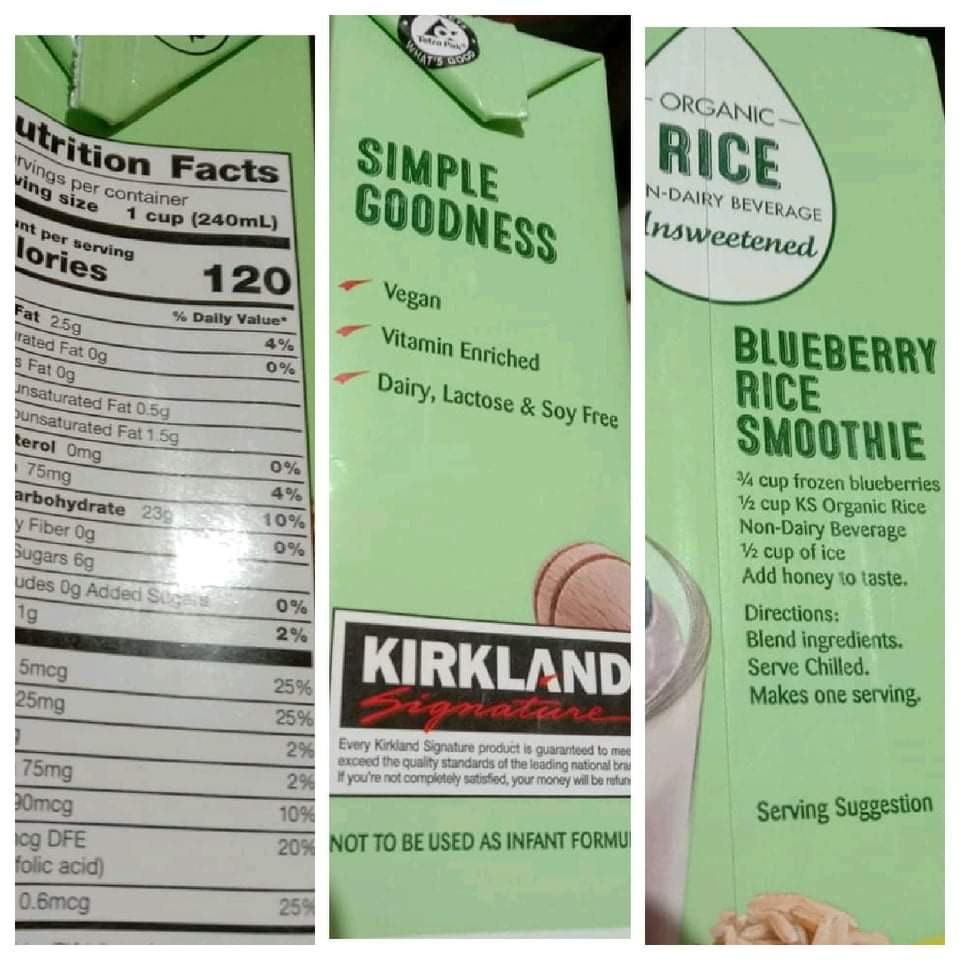 utrition Facts
rvings per container
ving size 1 cup (240mL)
nt per serving
lories 120
% Daily Value*
Fat 2.5g 4%
rated Fat 0g 0%
s Fat 0g
unsaturated Fat 0.5g
unsaturated Fat 1.5g
terol 0mg 0%
75mg 4%
arbohydrate 23g 10%
y Fiber 0g 0%
Sugars 6g
udes 0g Added Sugars 0%
1g 2%
5mcg 25%
25mg 25%
2%
75mg 2%
90mcg 10%
cg DFE 20%
folic acid)
0.6mcg 25%
Tetra Pak
WHAT'S GOOD
SIMPLE
GOODNESS
Vegan
Vitamin Enriched
Dairy, Lactose & Soy Free
KIRKLAND
Signature
Every Kirkland Signature product is guaranteed to mee
exceed the quality standards of the leading national bra
If you're not completely satisfied, your money will be refun
NOT TO BE USED AS INFANT FORMU
ORGANIC
RICE
N-DAIRY BEVERAGE
Unsweetened
BLUEBERRY
RICE
SMOOTHIE
¾ cup frozen blueberries
½ cup KS Organic Rice
Non-Dairy Beverage
½ cup of ice
Add honey to taste.
Directions:
Blend ingredients.
Serve Chilled.
Makes one serving.
Serving Suggestion